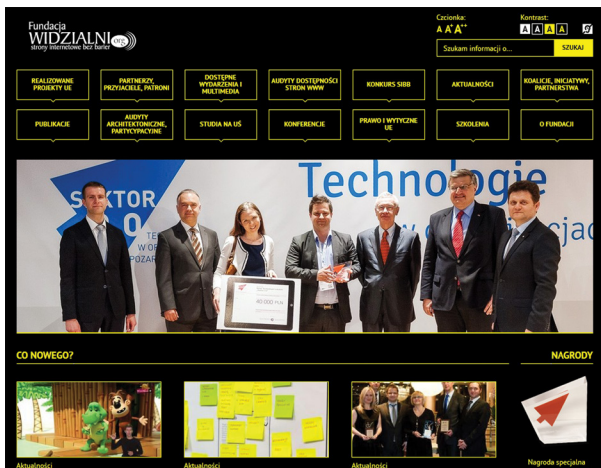 Fundacja
WIDZIALNI.org
strony internetowe bez barier
Czcionka:
A A+ A++
Kontrast:
A A A A
Szukam informacji o...
SZUKAJ
REALIZOWANE
PROJEKTY UE
PARTNERZY,
PRZYJACIELE, PATRONI
DOSTĘPNE
WYDARZENIA I
MULTIMEDIA
AUDYTY DOSTĘPNOŚCI
STRON WWW
KONKURS SIBB
AKTUALNOŚCI
KOALICJE, INICJATYWY,
PARTNERSTWA
PUBLIKACJE
AUDYTY
ARCHITEKTONICZNE,
PARTYCYPACYJNE
STUDIA NA UŚ
KONFERENCJE
PRAWO I WYTYCZNE
UE
SZKOLENIA
O FUNDACJI
Technologie
SEKTOR
TE
W OR
POZAR
40 000 PLN
CO NOWEGO?
NAGRODY
Aktualności
Aktualności
Aktualności
Nagroda specjalna